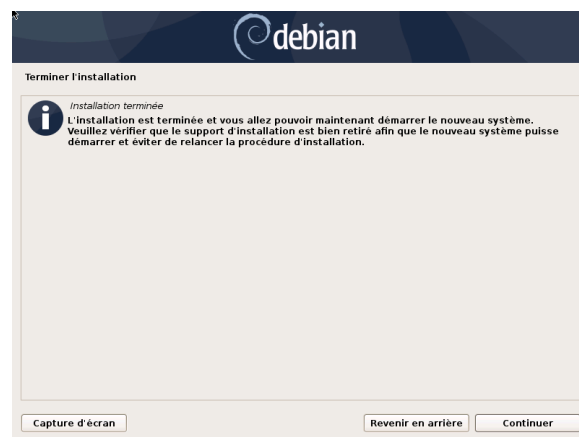 debian
Terminer l'installation
Installation terminée
L'installation est terminée et vous allez pouvoir maintenant démarrer le nouveau système.
Veuillez vérifier que le support d'installation est bien retiré afin que le nouveau système puisse
démarrer et éviter de relancer la procédure d'installation.
Capture d'écran
Revenir en arrière
Continuer